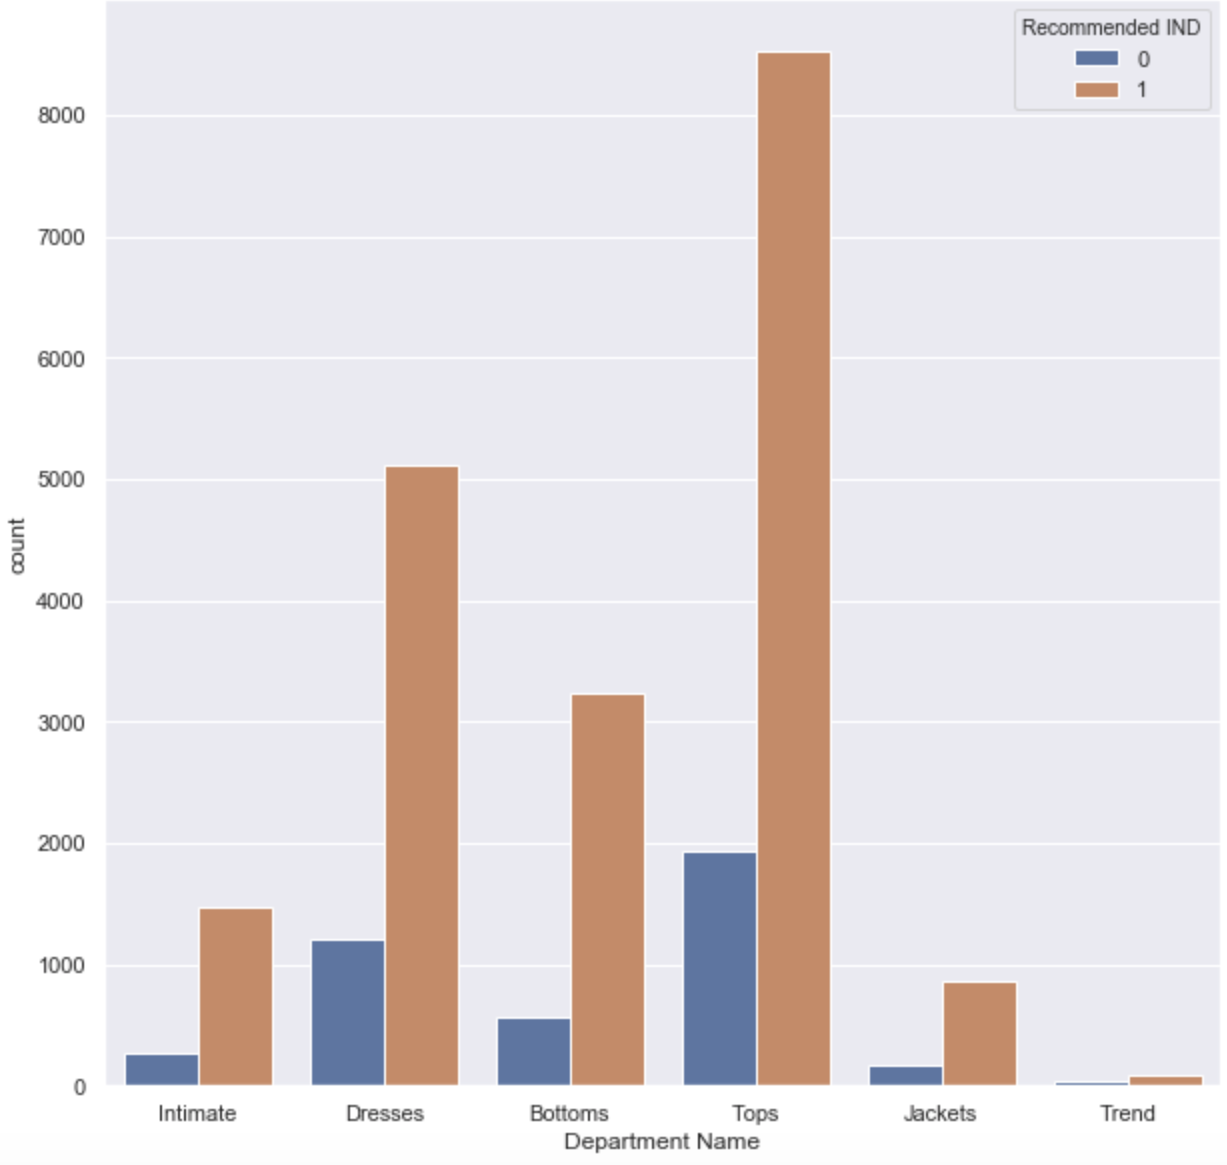 Recommended IND
0
1
8000
7000
6000
5000
4000
3000
2000
1000
0
count
Intimate Dresses Bottoms Tops Jackets Trend
Department Name